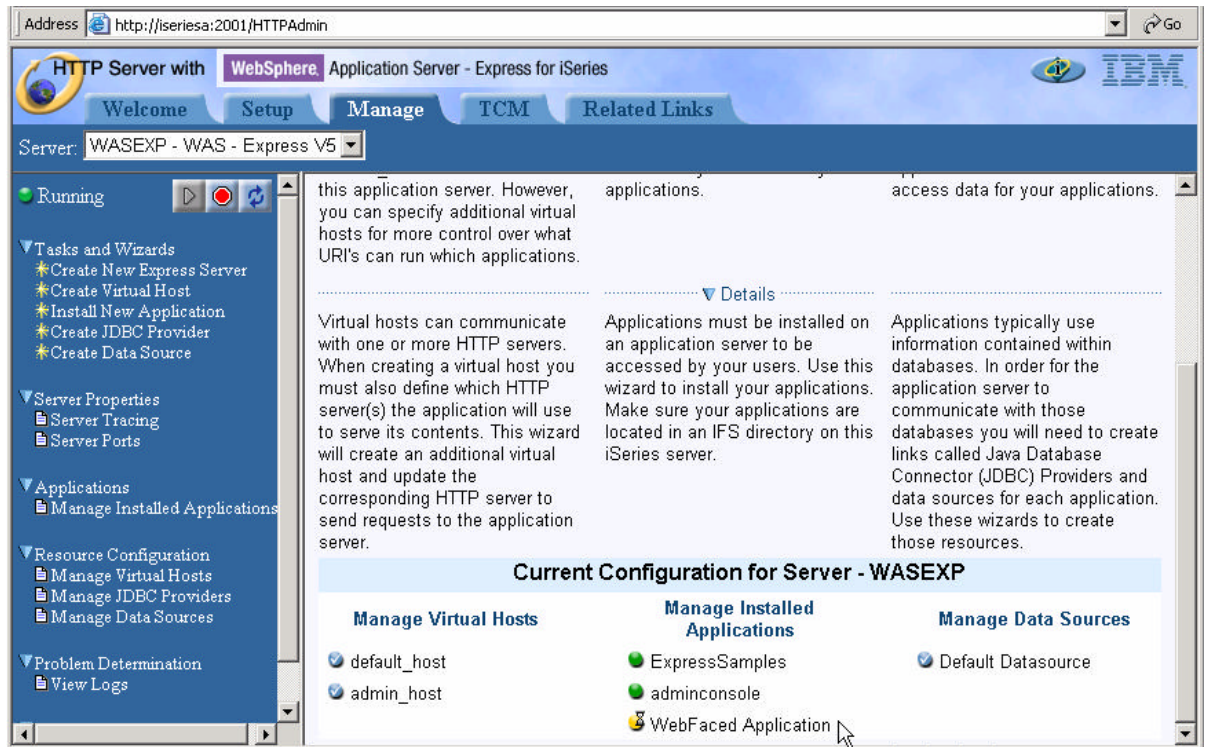 Address http://iseriesa:2001/HTTPAdmin Go
HTTP Server with WebSphere. Application Server - Express for iSeries IBM
Welcome Setup Manage TCM Related Links
Server: WASEXP - WAS - Express V5
Running
Tasks and Wizards
Create New Express Server
Create Virtual Host
Install New Application
Create JDBC Provider
Create Data Source
Server Properties
Server Tracing
Server Ports
Applications
Manage Installed Applications
Resource Configuration
Manage Virtual Hosts
Manage JDBC Providers
Manage Data Sources
Problem Determination
View Logs
this application server. However,
you can specify additional virtual
hosts for more control over what
URI's can run which applications.
applications.
access data for your applications.
Details
Virtual hosts can communicate
with one or more HTTP servers.
When creating a virtual host you
must also define which HTTP
server(s) the application will use
to serve its contents. This wizard
will create an additional virtual
host and update the
corresponding HTTP server to
send requests to the application
server.
Applications must be installed on
an application server to be
accessed by your users. Use this
wizard to install your applications.
Make sure your applications are
located in an IFS directory on this
iSeries server.
Applications typically use
information contained within
databases. In order for the
application server to
communicate with those
databases you will need to create
links called Java Database
Connector (JDBC) Providers and
data sources for each application.
Use these wizards to create
those resources.
Current Configuration for Server - WASEXP
Manage Virtual Hosts
default_host
admin_host
Manage Installed
Applications
ExpressSamples
adminconsole
WebFaced Application
Manage Data Sources
Default Datasource